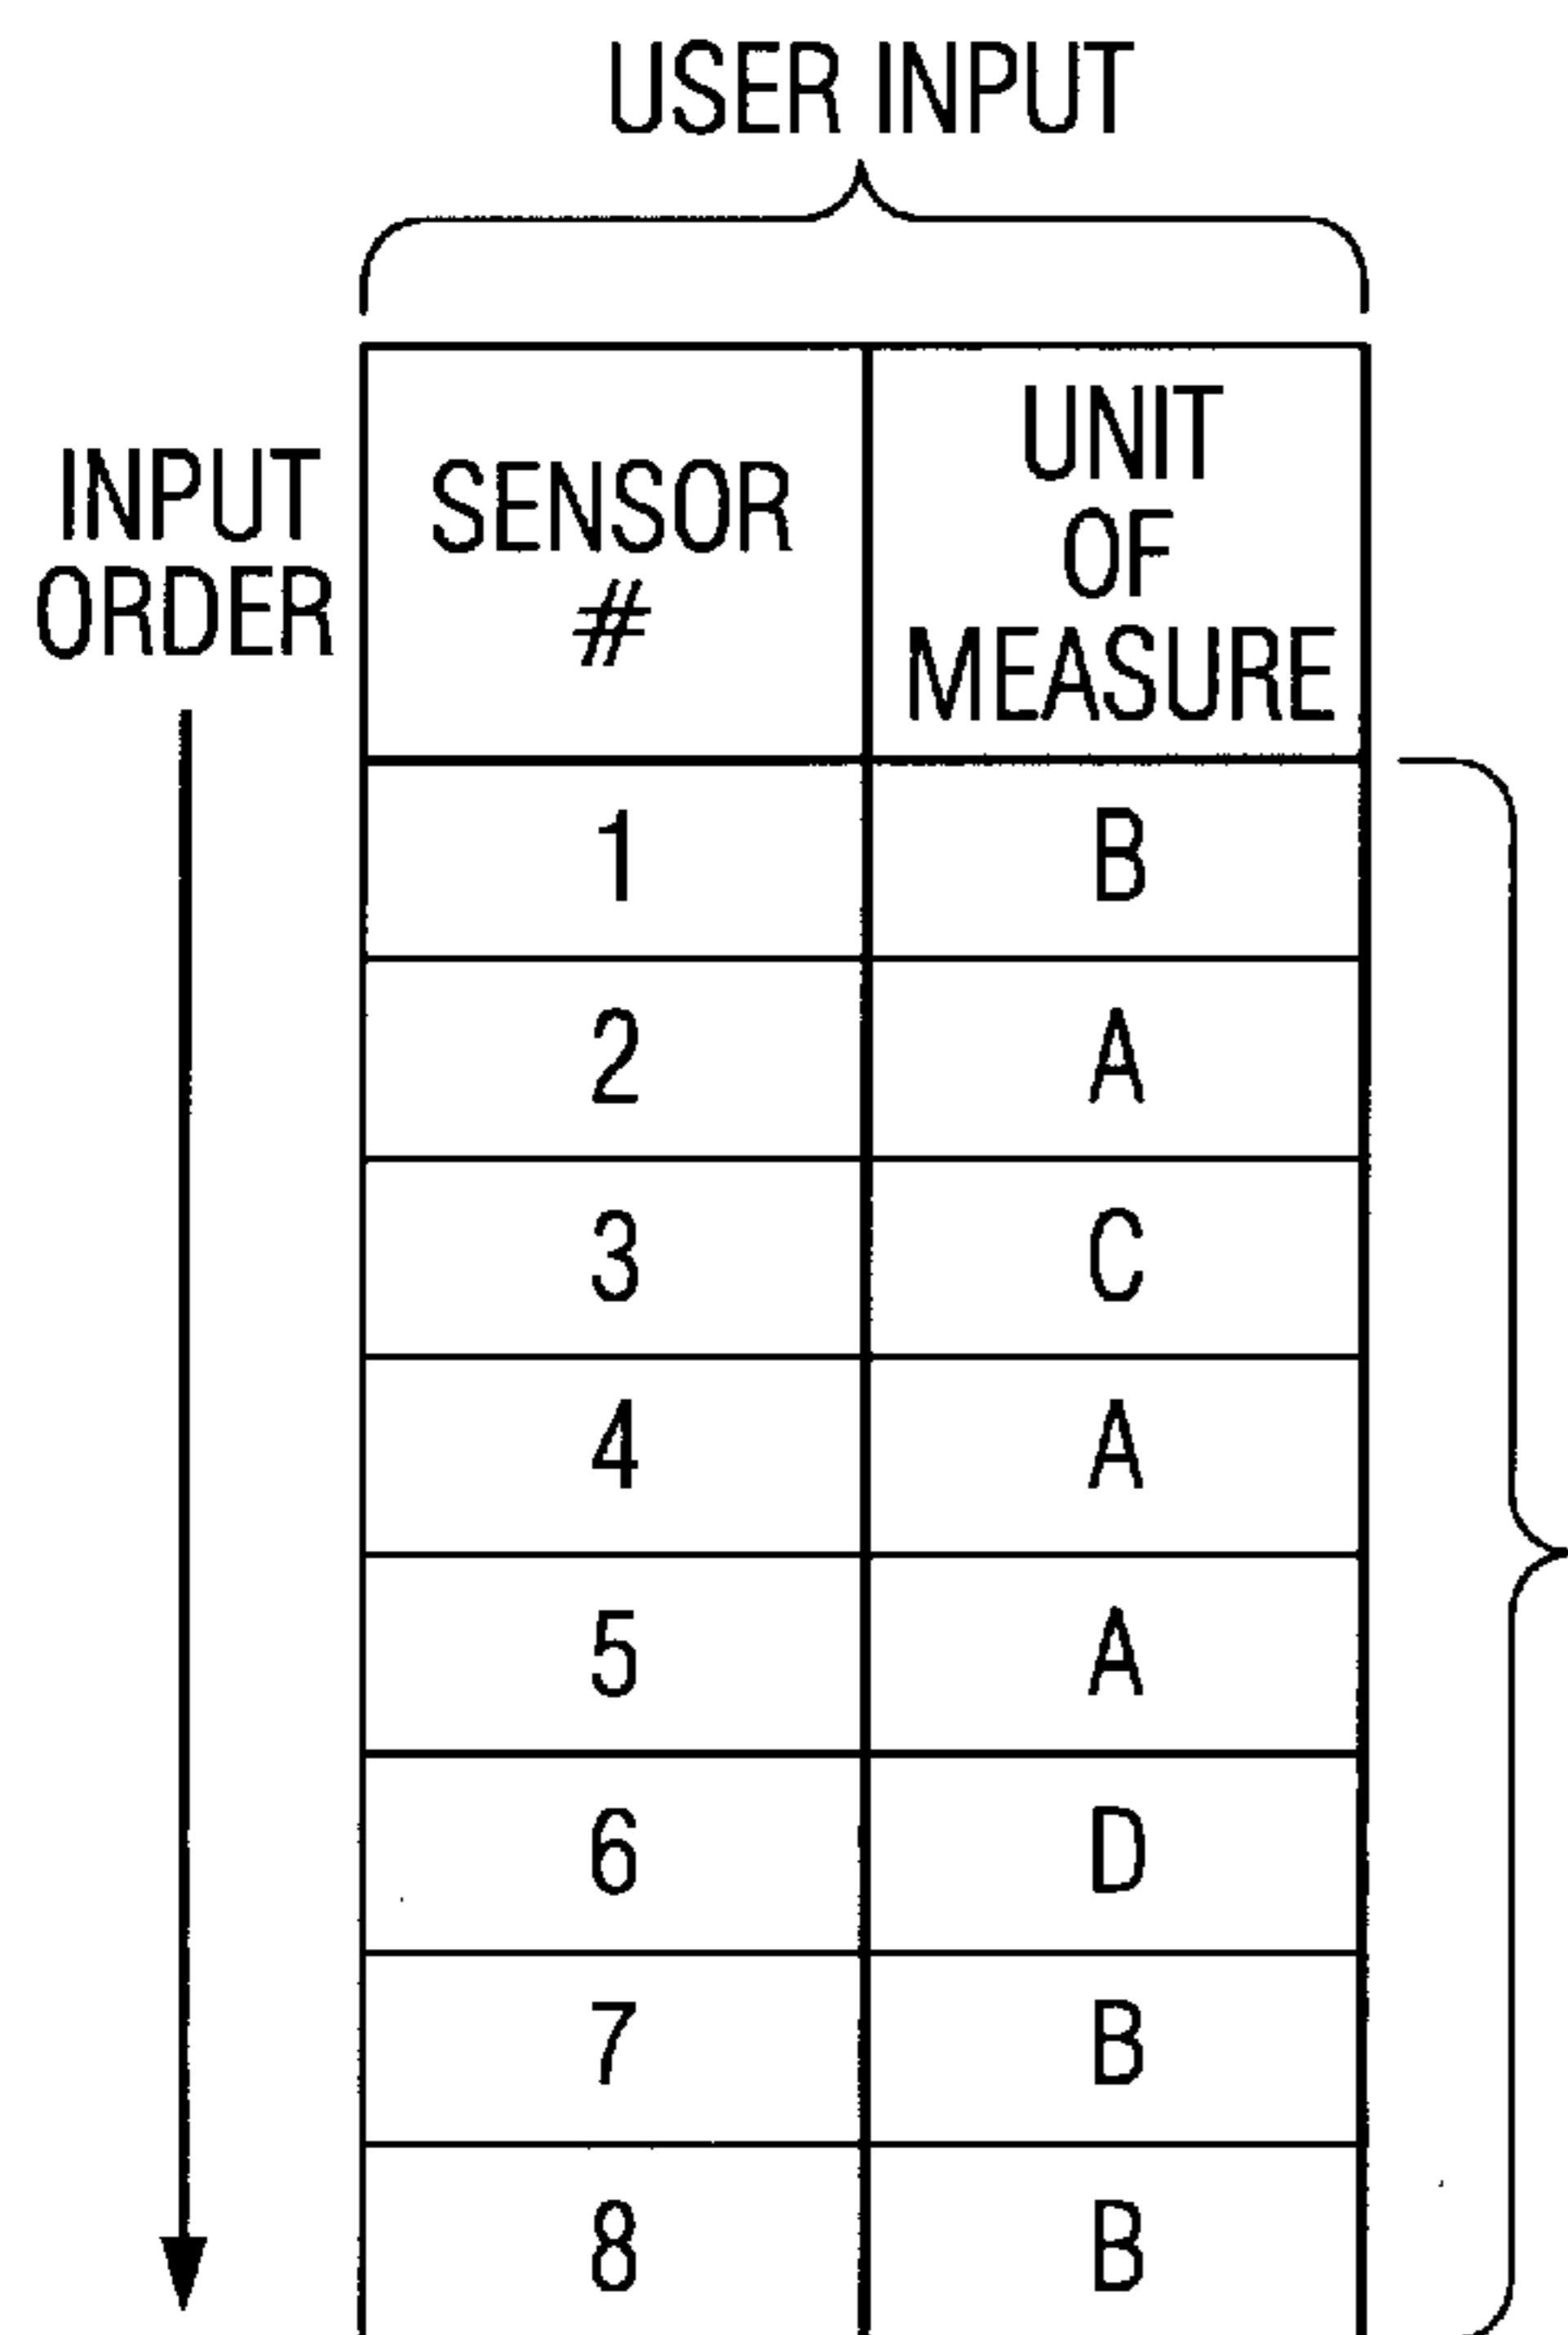 USER INPUT
INPUT
ORDER
SENSOR
#
UNIT
OF
MEASURE
1 B
2 A
3 C
4 A
5 A
6 D
7 B
8 B